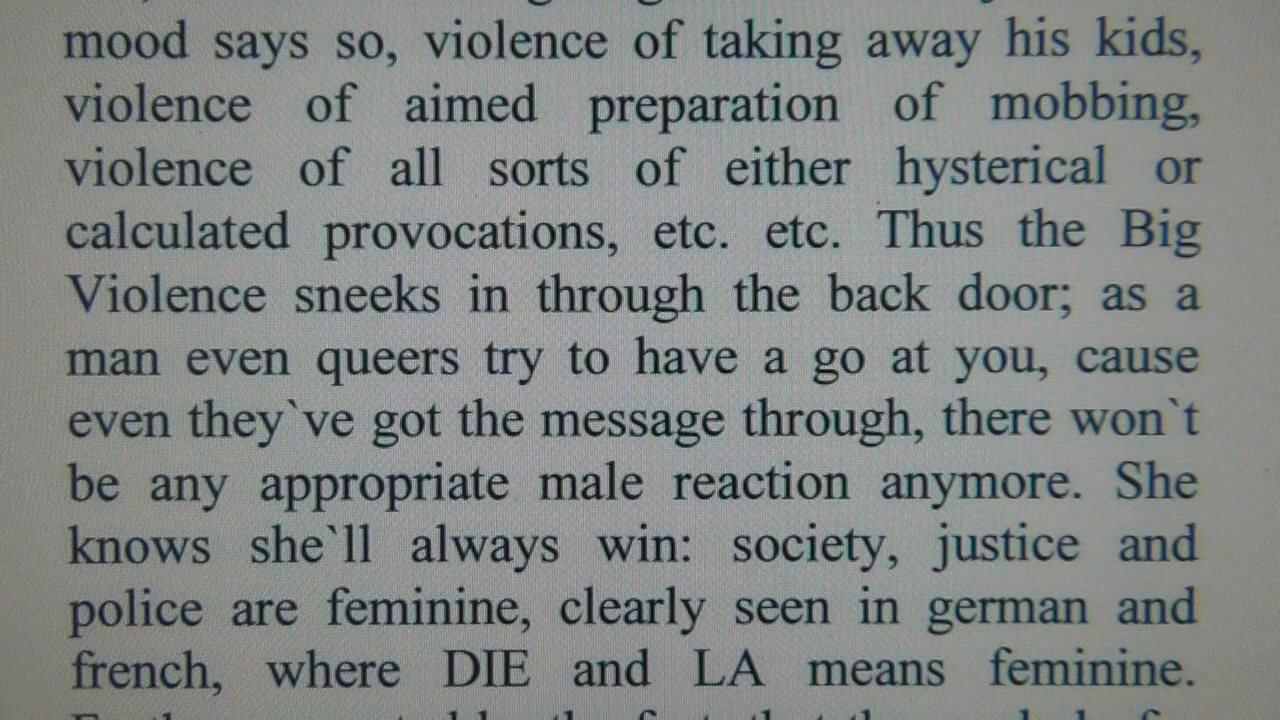 mood says so, violence of taking away his kids,
violence of aimed preparation of mobbing,
violence of all sorts of either hysterical or
calculated provocations, etc. etc. Thus the Big
Violence sneeks in through the back door; as a
man even queers try to have a go at you, cause
even they`ve got the message through, there won`t
be any appropriate male reaction anymore. She
knows she`ll always win: society, justice and
police are feminine, clearly seen in german and
french, where DIE and LA means feminine.